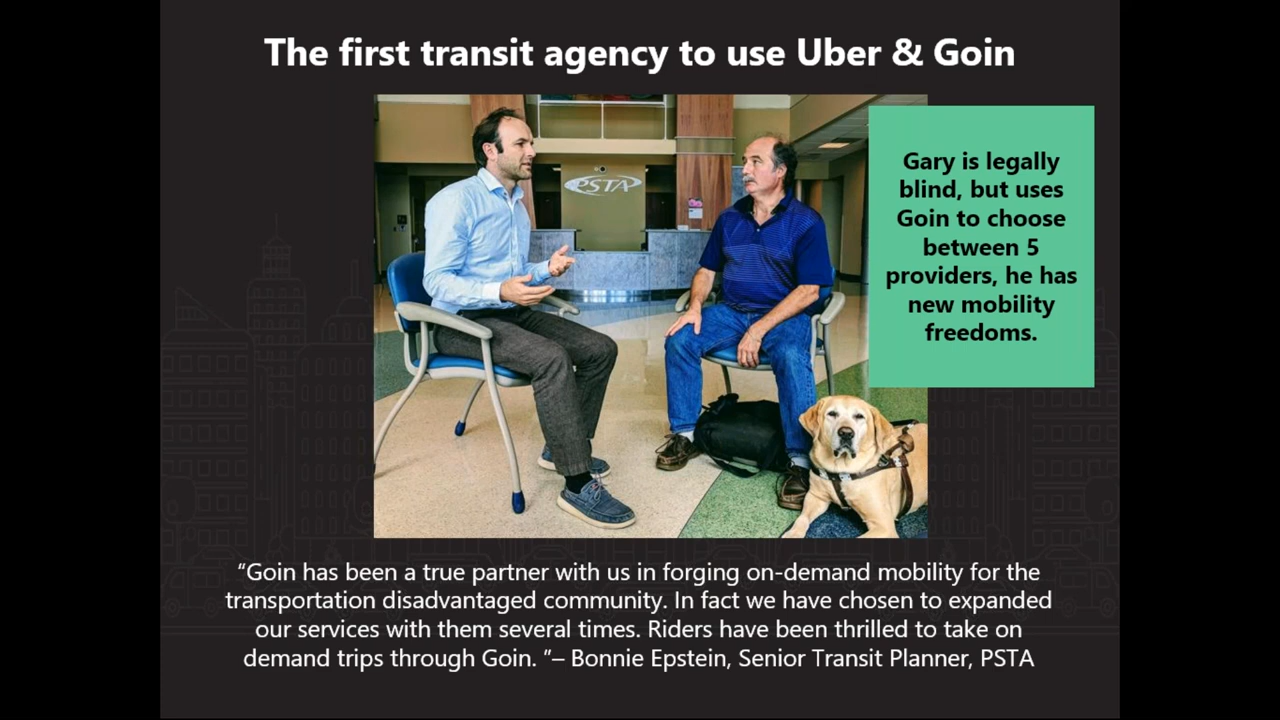 The first transit agency to use Uber & Goin
PSTA
Gary is legally
blind, but uses
Goin to choose
between 5
providers, he has
new mobility
freedoms.
“Goin has been a true partner with us in forging on-demand mobility for the
transportation disadvantaged community. In fact we have chosen to expanded
our services with them several times. Riders have been thrilled to take on
demand trips through Goin. ”– Bonnie Epstein, Senior Transit Planner, PSTA